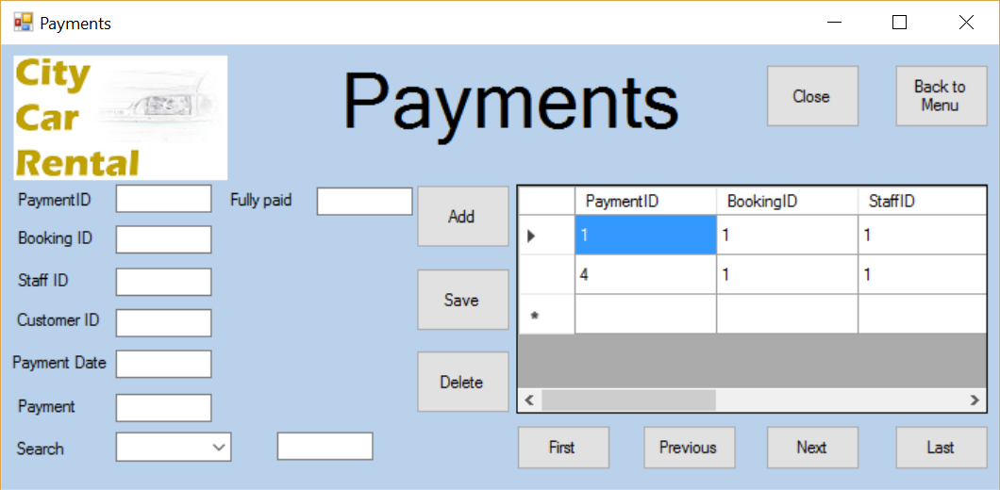 Payments
City
Car
Rental
Payments
Close
Back to
Menu
PaymentID
Fully paid
Booking ID
Staff ID
Customer ID
Payment Date
Payment
Search
Add
Save
Delete
PaymentID BookingID StaffID
1 1 1
4 1 1
*
First Previous Next Last